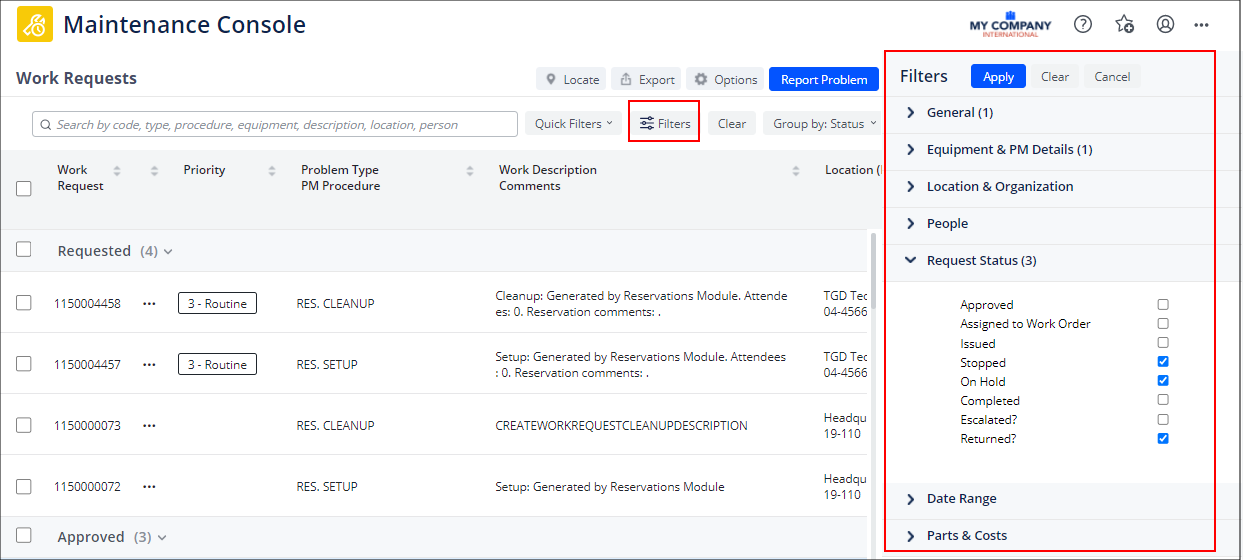 Maintenance Console
MY COMPANY
INTERNATIONAL
Work Requests
Locate
Export
Options
Report Problem
Search by code, type, procedure, equipment, description, location, person
Quick Filters
Filters
Clear
Group by: Status
Work
Request
Priority
Problem Type
PM Procedure
Work Description
Comments
Location (
Requested (4)
1150004458
3 - Routine
RES. CLEANUP
Cleanup: Generated by Reservations Module. Attende
es: 0. Reservation comments: .
TGD Tec
04-4566
1150004457
3 - Routine
RES. SETUP
Setup: Generated by Reservations Module. Attendees
: 0. Reservation comments: .
TGD Tec
04-4566
1150000073
RES. CLEANUP
CREATEWORKREQUESTCLEANUPDESCRIPTION
Headqu
19-110
1150000072
RES. SETUP
Setup: Generated by Reservations Module
Headqu
19-110
Approved (3)
Filters
Apply
Clear
Cancel
General (1)
Equipment & PM Details (1)
Location & Organization
People
Request Status (3)
Approved
Assigned to Work Order
Issued
Stopped
On Hold
Completed
Escalated?
Returned?
Date Range
Parts & Costs